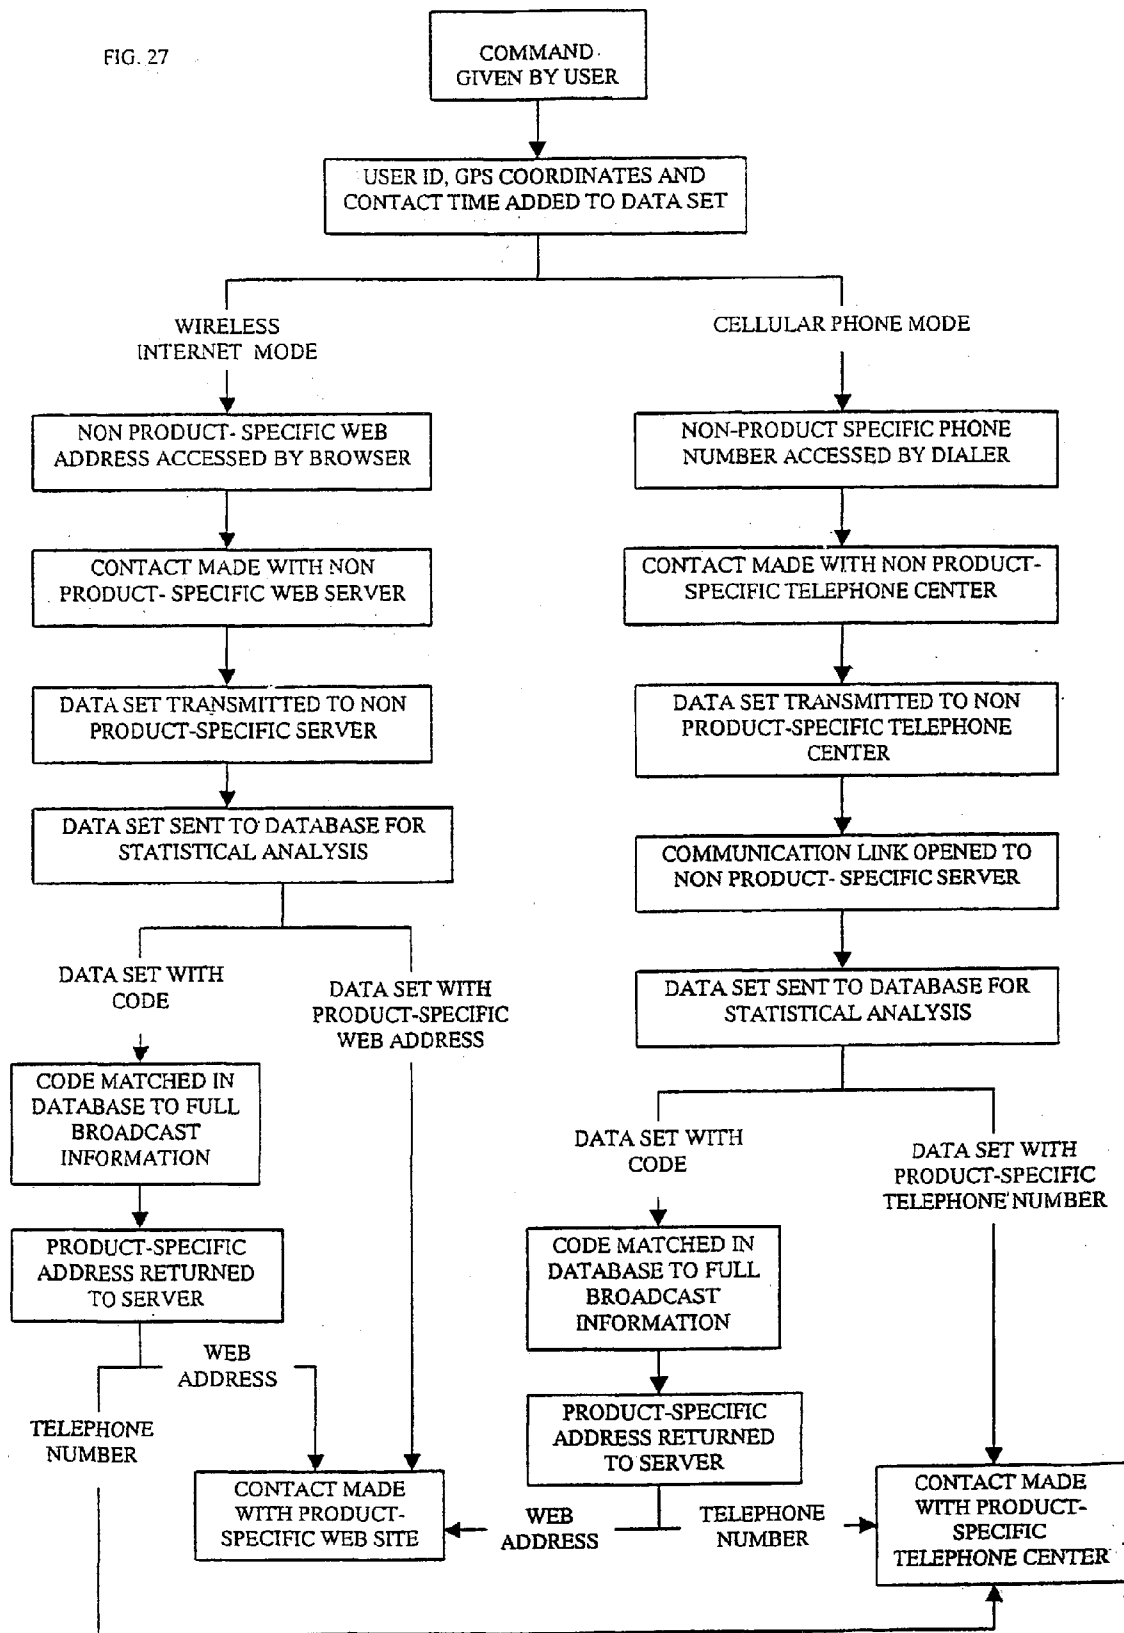 FIG. 27
COMMAND
GIVEN BY USER
USER ID, GPS COORDINATES AND
CONTACT TIME ADDED TO DATA SET
WIRELESS
INTERNET MODE
CELLULAR PHONE MODE
NON PRODUCT- SPECIFIC WEB
ADDRESS ACCESSED BY BROWSER
NON-PRODUCT SPECIFIC PHONE
NUMBER ACCESSED BY DIALER
CONTACT MADE WITH NON
PRODUCT- SPECIFIC WEB SERVER
CONTACT MADE WITH NON PRODUCT-
SPECIFIC TELEPHONE CENTER
DATA SET TRANSMITTED TO NON
PRODUCT-SPECIFIC SERVER
DATA SET TRANSMITTED TO NON
PRODUCT-SPECIFIC TELEPHONE
CENTER
DATA SET SENT TO DATABASE FOR
STATISTICAL ANALYSIS
COMMUNICATION LINK OPENED TO
NON PRODUCT- SPECIFIC SERVER
DATA SET WITH
CODE
DATA SET WITH
PRODUCT-SPECIFIC
WEB ADDRESS
DATA SET SENT TO DATABASE FOR
STATISTICAL ANALYSIS
CODE MATCHED IN
DATABASE TO FULL
BROADCAST
INFORMATION
DATA SET WITH
CODE
DATA SET WITH
PRODUCT-SPECIFIC
TELEPHONE NUMBER
PRODUCT-SPECIFIC
ADDRESS RETURNED
TO SERVER
CODE MATCHED IN
DATABASE TO FULL
BROADCAST
INFORMATION
WEB
ADDRESS
TELEPHONE
NUMBER
PRODUCT-SPECIFIC
ADDRESS RETURNED
TO SERVER
CONTACT MADE
WITH PRODUCT-
SPECIFIC WEB SITE
WEB
ADDRESS
TELEPHONE
NUMBER
CONTACT MADE
WITH PRODUCT-
SPECIFIC
TELEPHONE CENTER